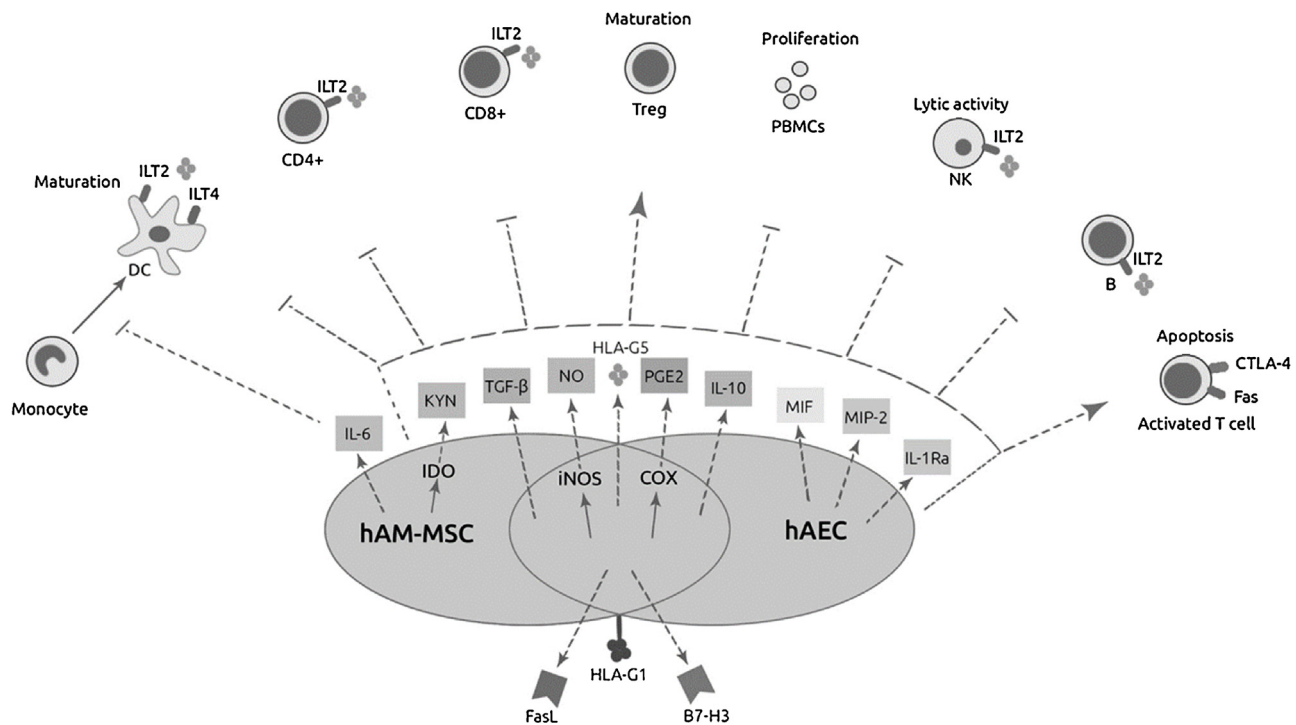 Maturation
Treg
Proliferation
PBMCs
ILT2
CD8+
ILT2
CD4+
Lytic activity
ILT2
NK
Maturation
ILT2
ILT4
DC
Monocyte
ILT2
B
Apoptosis
CTLA-4
Fas
Activated T cell
HLA-G5
IL-6
KYN
TGF-β
NO
PGE2
IL-10
MIF
MIP-2
IL-1Ra
IDO
iNOS
COX
hAM-MSC
hAEC
HLA-G1
FasL
B7-H3